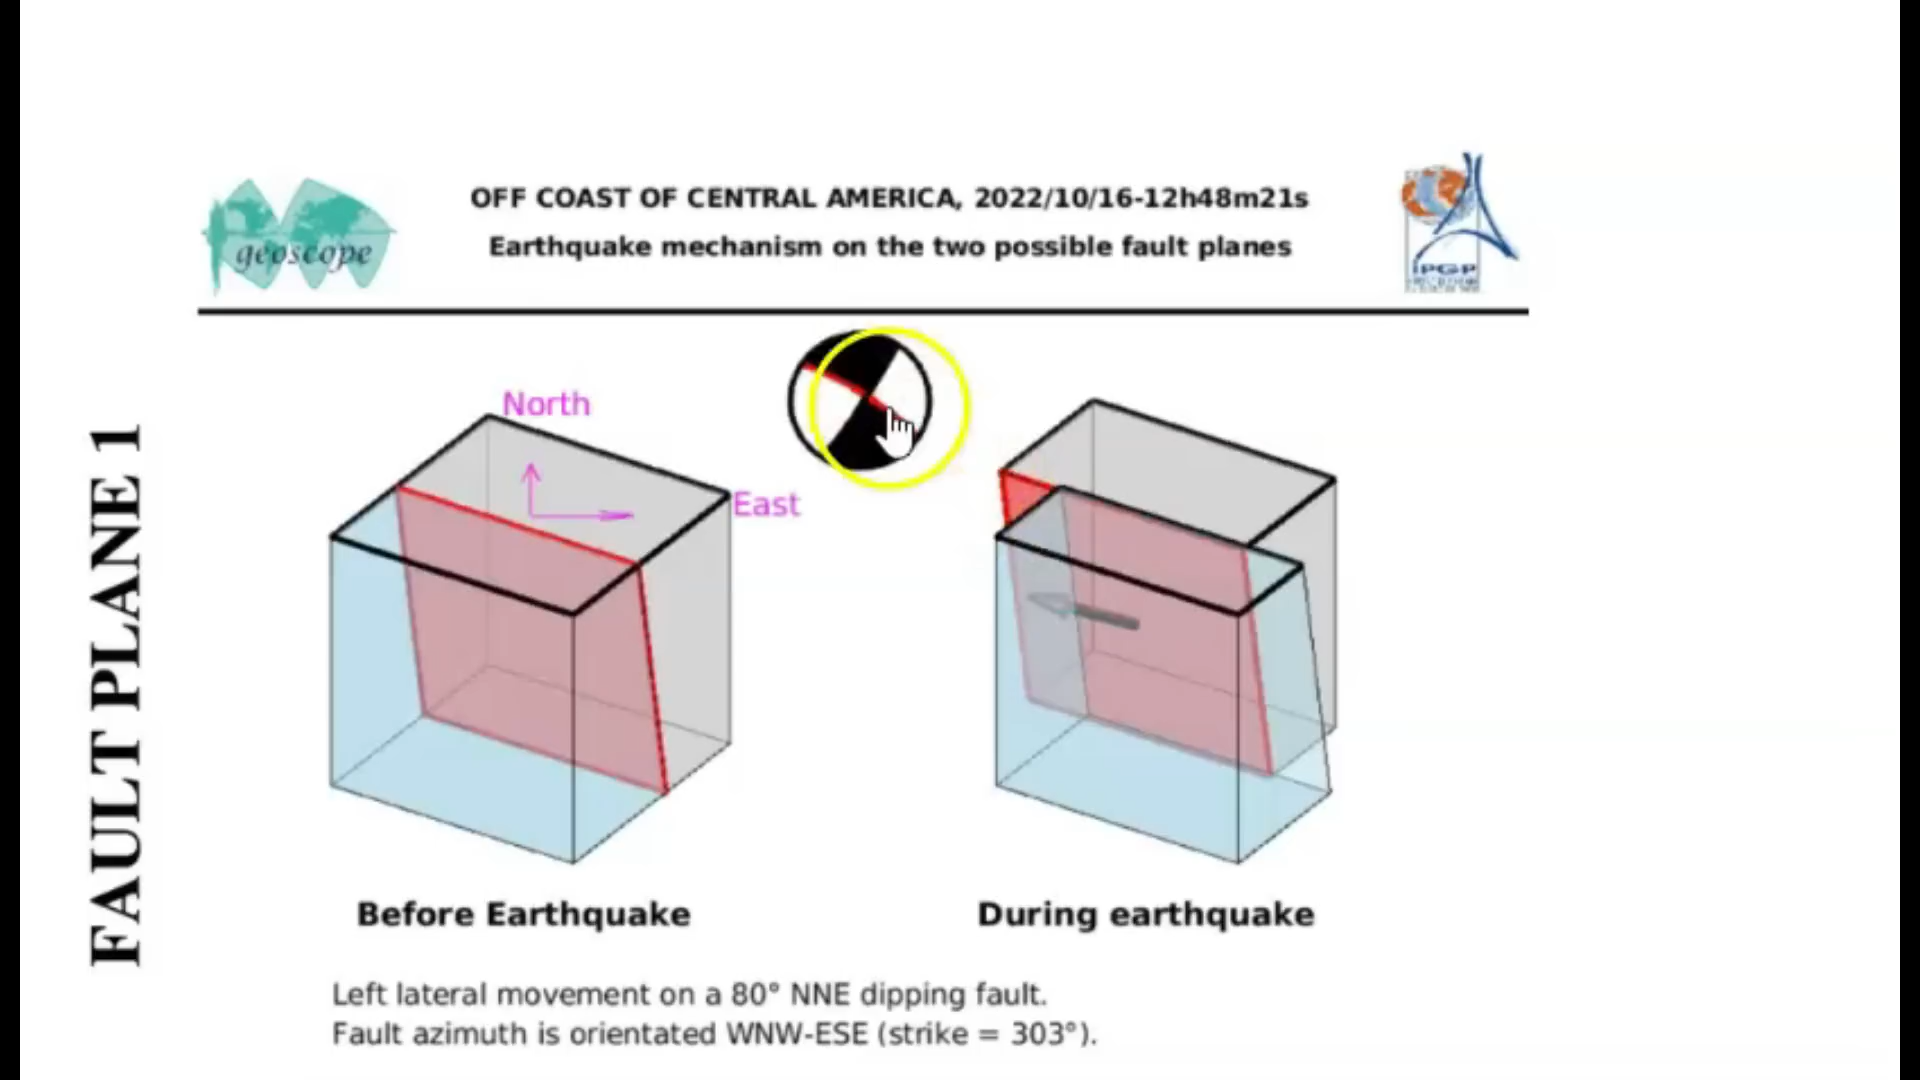 OFF COAST OF CENTRAL AMERICA, 2022/10/16-12h48m21s
Earthquake mechanism on the two possible fault planes
geoscope
IPGP
FAULT PLANE 1
North
East
Before Earthquake
During earthquake
Left lateral movement on a 80° NNE dipping fault.
Fault azimuth is orientated WNW-ESE (strike = 303°).